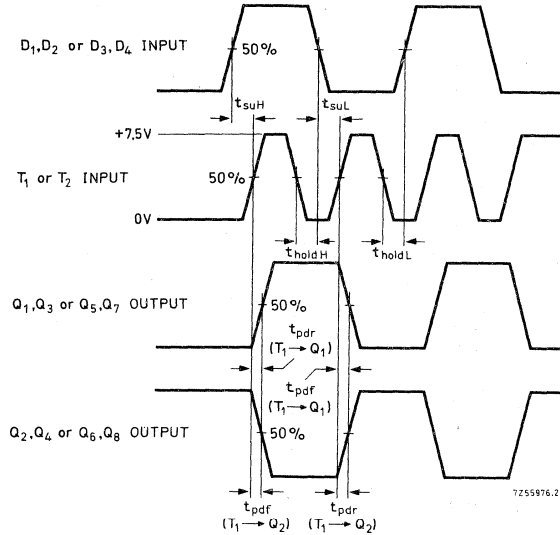 D1,D2 or D3,D4 INPUT
50%
tsuH
tsuL
+7,5V
T1 or T2 INPUT
50%
0V
tholdH
tholdL
Q1,Q3 or Q5,Q7 OUTPUT
50%
tpdr
(T1→Q1)
tpdf
(T1→Q1)
Q2,Q4 or Q6,Q8 OUTPUT
50%
7Z55976.2
tpdf
(T1→Q2)
tpdr
(T1→Q2)